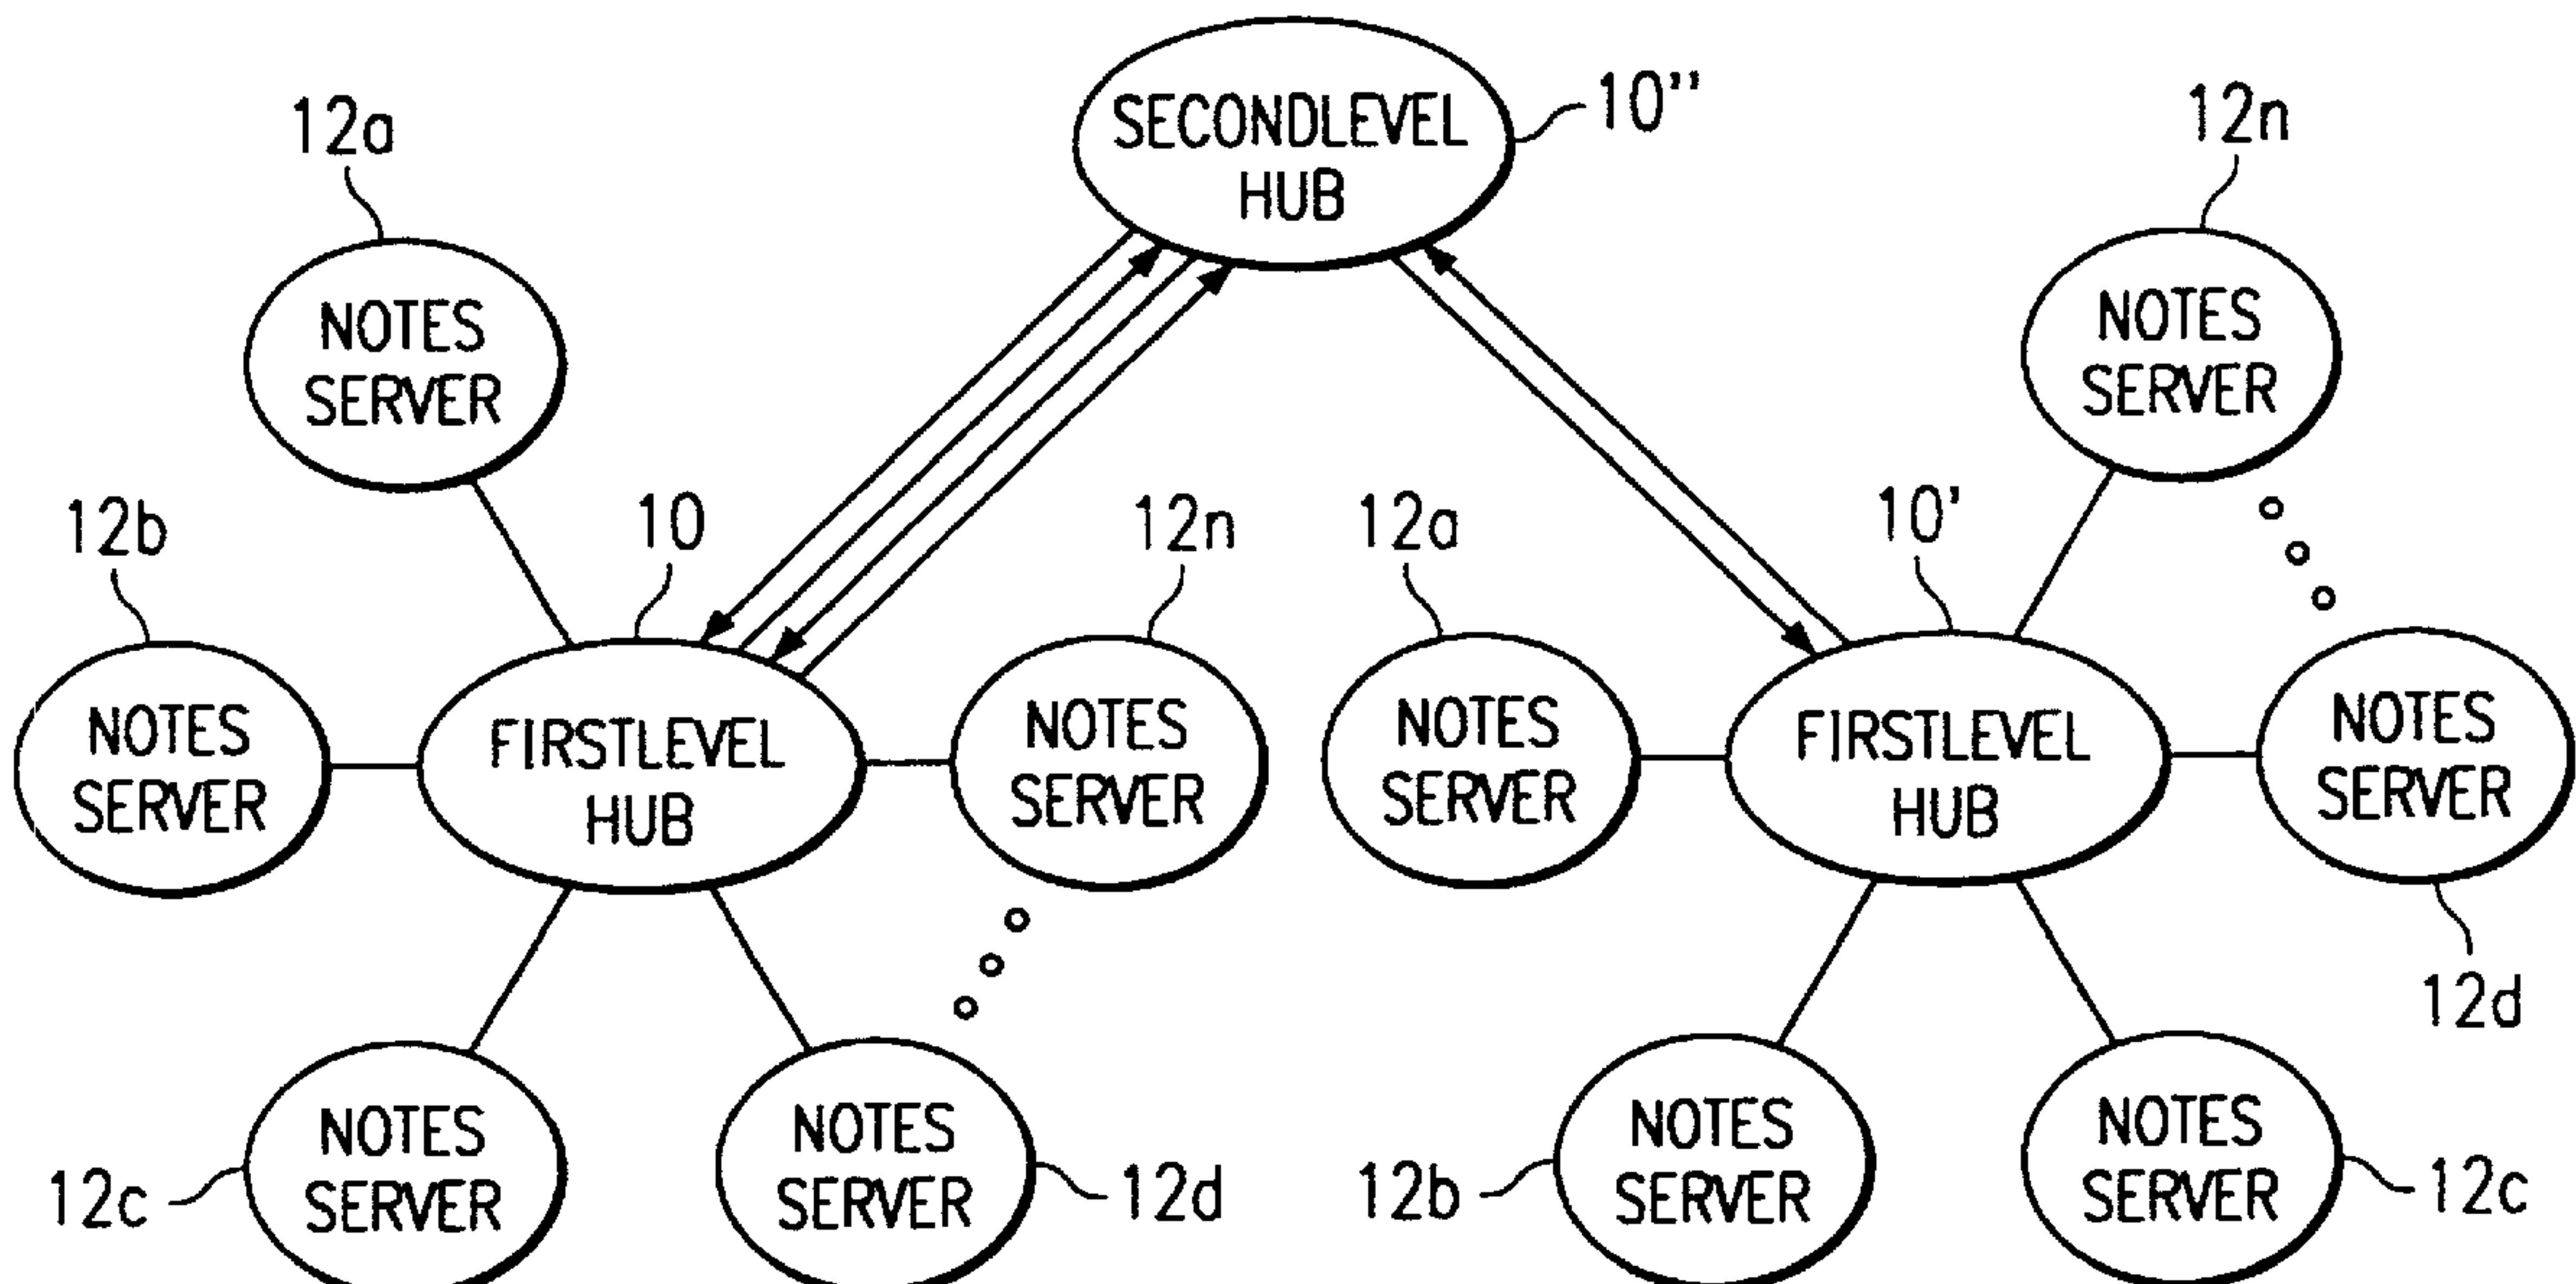 SECONDLEVEL
HUB
10"
12a
12n
NOTES
SERVER
NOTES
SERVER
12b
10
12n
12a
10'
NOTES
SERVER
FIRSTLEVEL
HUB
NOTES
SERVER
NOTES
SERVER
FIRSTLEVEL
HUB
NOTES
SERVER
12d
NOTES
SERVER
12c
NOTES
SERVER
12d
NOTES
SERVER
12b
NOTES
SERVER
12c